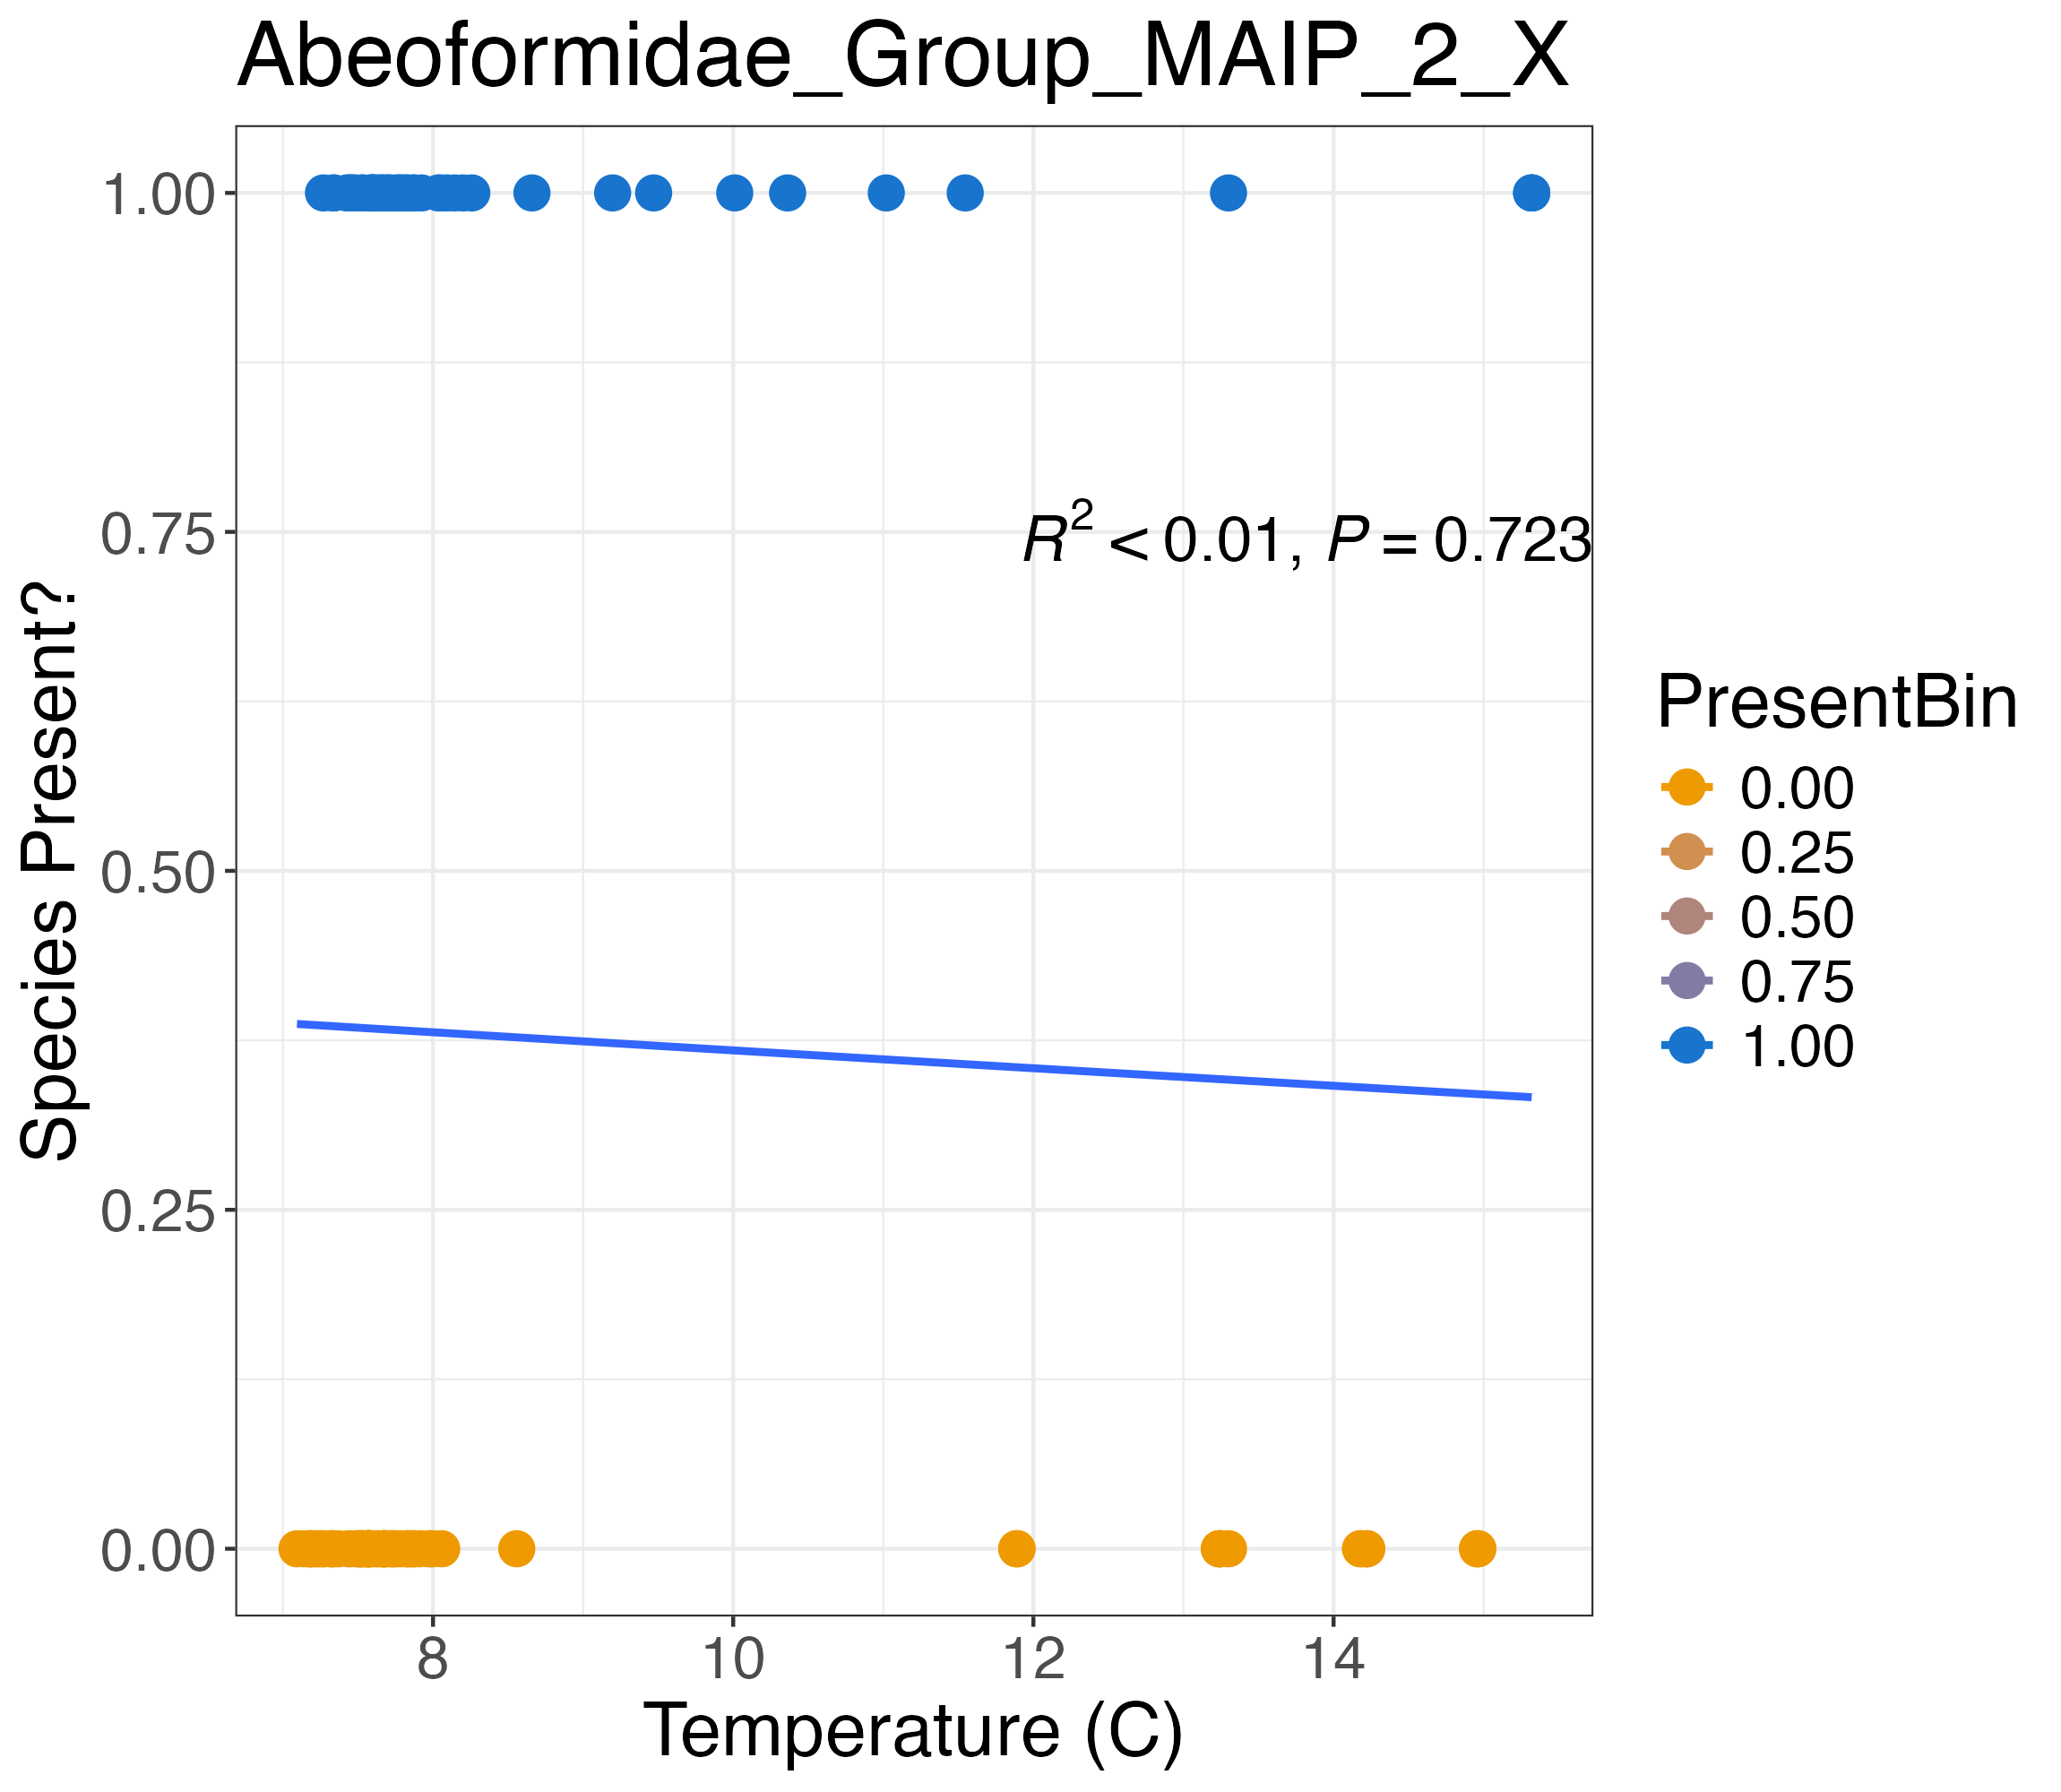 Abeoformidae_Group_MAIP_2_X
1.00
0.75
0.50
0.25
0.00
Species Present?
R² < 0.01, P = 0.723
8 10 12 14
Temperature (C)
PresentBin
0.00
0.25
0.50
0.75
1.00